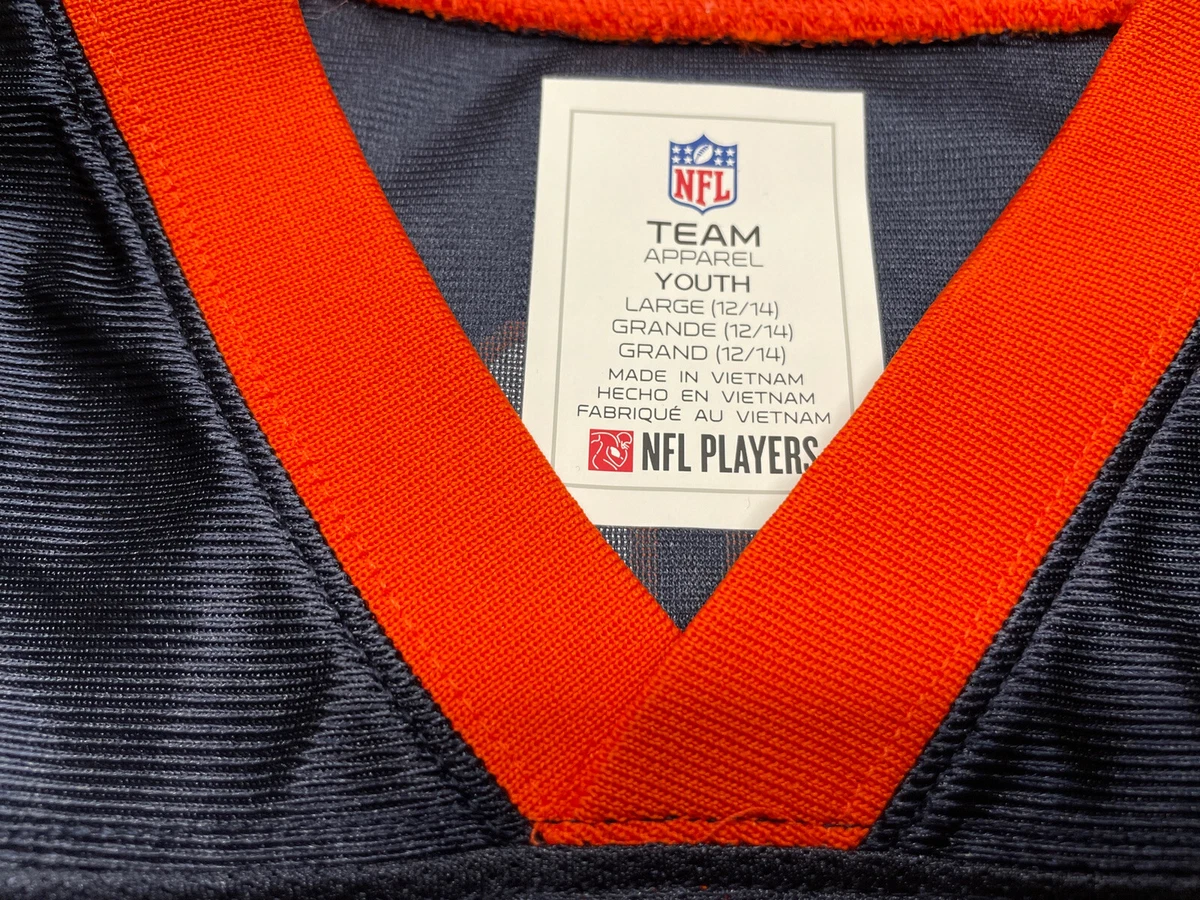 NFL
TEAM
APPAREL
YOUTH
LARGE (12/14)
GRANDE (12/14)
GRAND (12/14)
MADE IN VIETNAM
HECHO EN VIETNAM
FABRIQUÉ AU VIETNAM
NFL PLAYERS